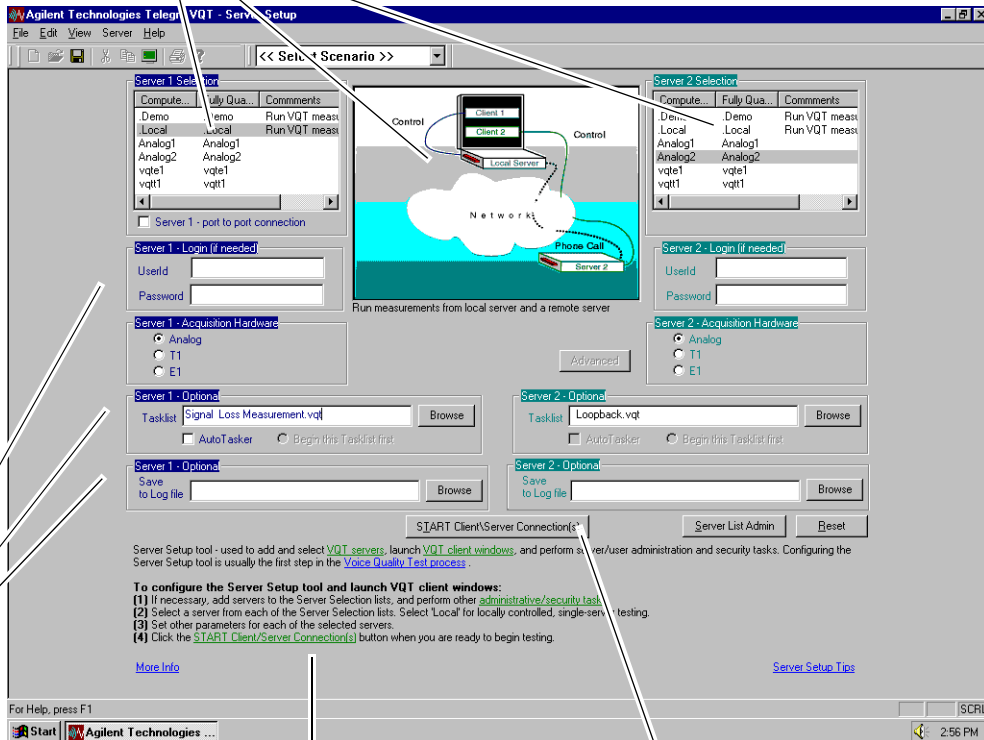 Agilent Technologies Telegra VQT - Server Setup
File Edit View Server Help
<< Select Scenario >>
Server 1 Selection
Compute... Fully Qua... Commments
.Demo .Demo Run VQT measu
.Local .Local Run VQT measu
Analog1 Analog1
Analog2 Analog2
vqte1 vqte1
vqtt1 vqtt1
Server 1 - port to port connection
Control
Client 1
Client 2
Control
Local Server
Network
Phone Call
Server 2
Run measurements from local server and a remote server
Server 2 Selection
Compute... Fully Qua... Commments
.Demo .Demo Run VQT measu
.Local .Local Run VQT measu
Analog1 Analog1
Analog2 Analog2
vqte1 vqte1
vqtt1 vqtt1
Server 1 - Login (if needed)
UserId
Password
Server 2 - Login (if needed)
UserId
Password
Server 1 - Acquisition Hardware
Analog
T1
E1
Advanced
Server 2 - Acquisition Hardware
Analog
T1
E1
Server 1 - Optional
Tasklist Signal Loss Measurement.vqt Browse
AutoTasker Begin this Tasklist first
Server 2 - Optional
Tasklist Loopback.vqt Browse
AutoTasker Begin this Tasklist first
Server 1 - Optional
Save
to Log file Browse
Server 2 - Optional
Save
to Log file Browse
START Client\Server Connection(s) Server List Admin Reset
Server Setup tool - used to add and select VQT servers, launch VQT client windows, and perform server/user administration and security tasks. Configuring the
Server Setup tool is usually the first step in the Voice Quality Test process .
To configure the Server Setup tool and launch VQT client windows:
(1) If necessary, add servers to the Server Selection lists, and perform other administrative/security tasks
(2) Select a server from each of the Server Selection lists. Select 'Local' for locally controlled, single-server testing.
(3) Set other parameters for each of the selected servers.
(4) Click the START Client/Server Connection(s) button when you are ready to begin testing.
More Info Server Setup Tips
For Help, press F1 SCRL
Start Agilent Technologies ... 2:56 PM